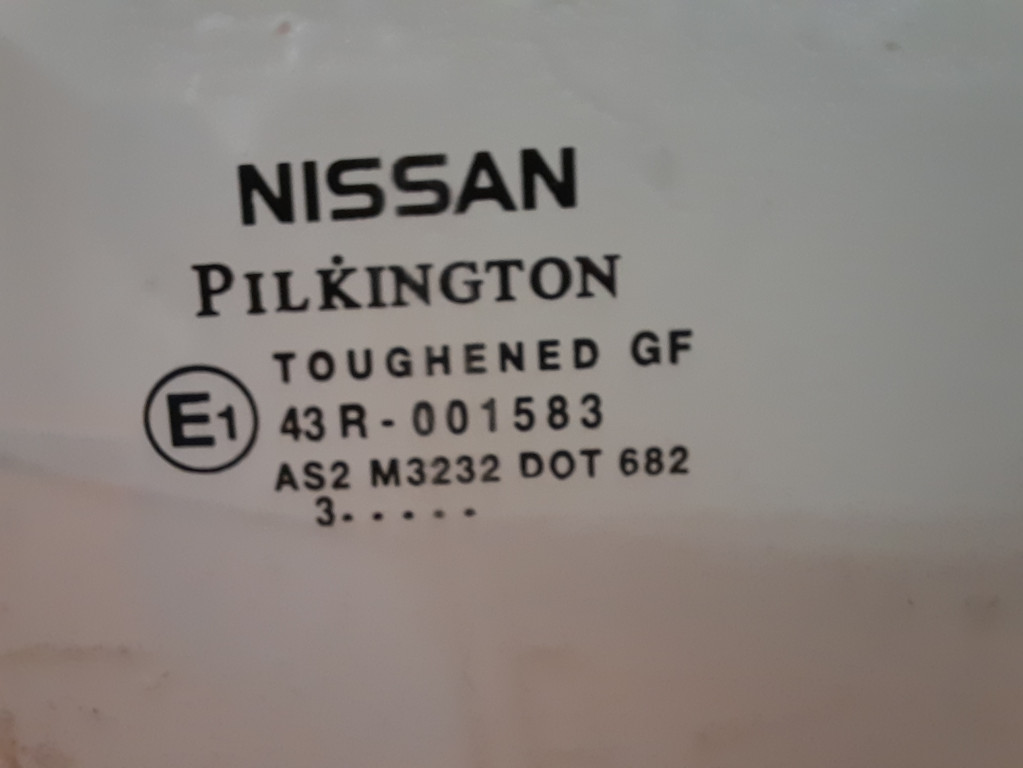 NISSAN
PILKINGTON
TOUGHENED GF
E1 43R-001583
AS2 M3232 DOT 682
3.....